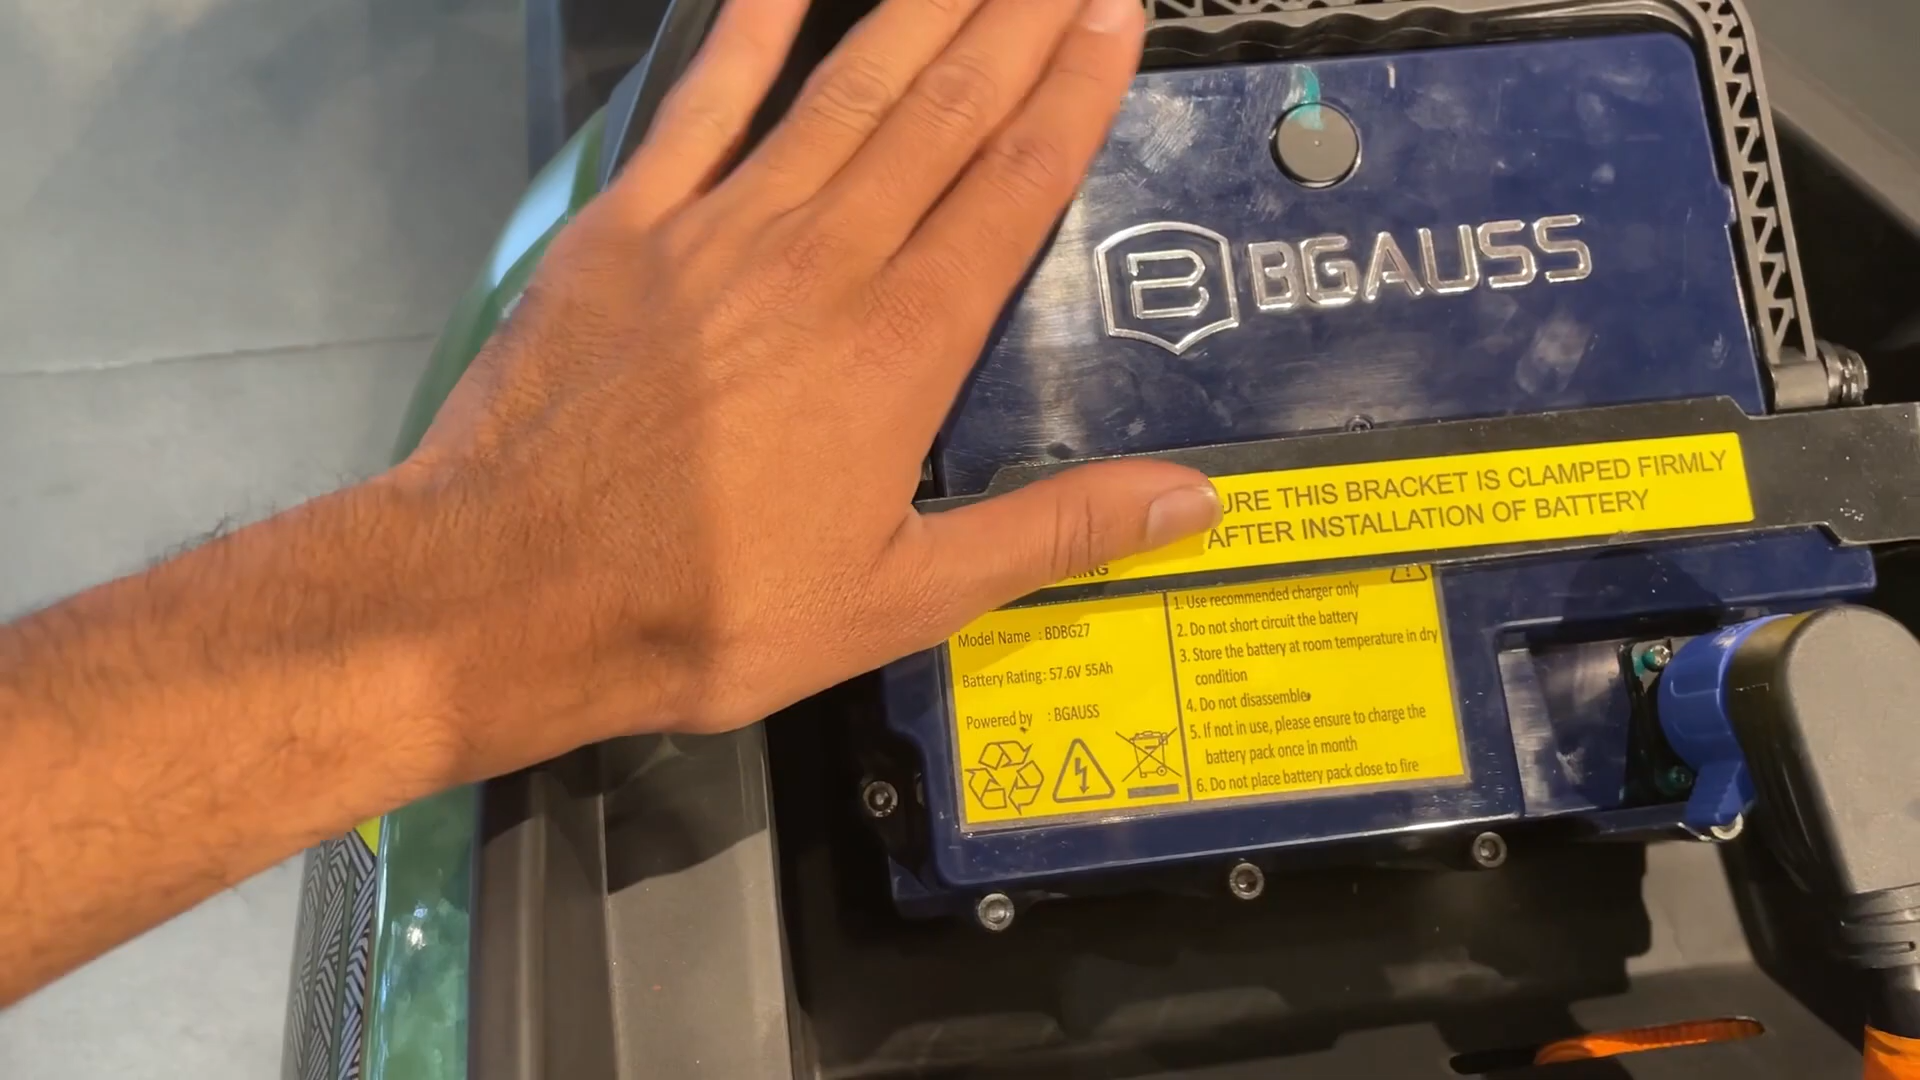 BGAUSS
URE THIS BRACKET IS CLAMPED FIRMLY
AFTER INSTALLATION OF BATTERY
Model Name : BDBG27
Battery Rating: 57.6V 55Ah
Powered by : BGAUSS
1. Use recommended charger only
2. Do not short circuit the battery
3. Store the battery at room temperature in dry
condition
4. Do not disassemble
5. If not in use, please ensure to charge the
battery pack once in month
6. Do not place battery pack close to fire